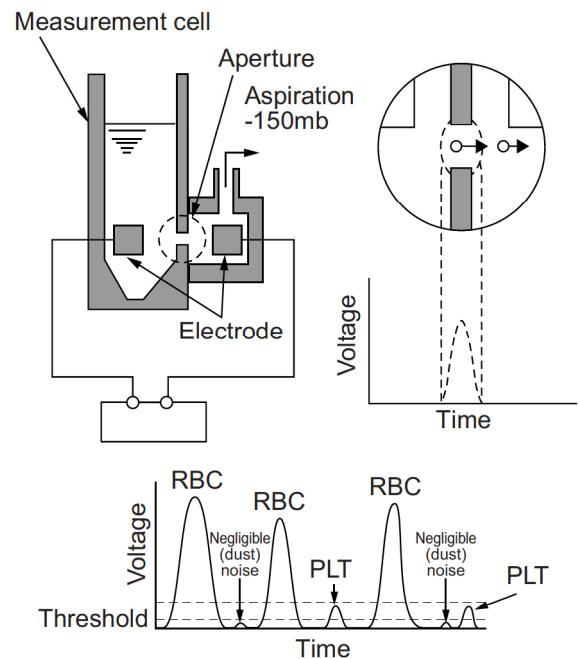 Measurement cell
Aperture
Aspiration
-150mb
Electrode
Voltage
Time
RBC
RBC
RBC
Negligible
(dust)
noise
PLT
Negligible
(dust)
noise
PLT
Voltage
Threshold
Time